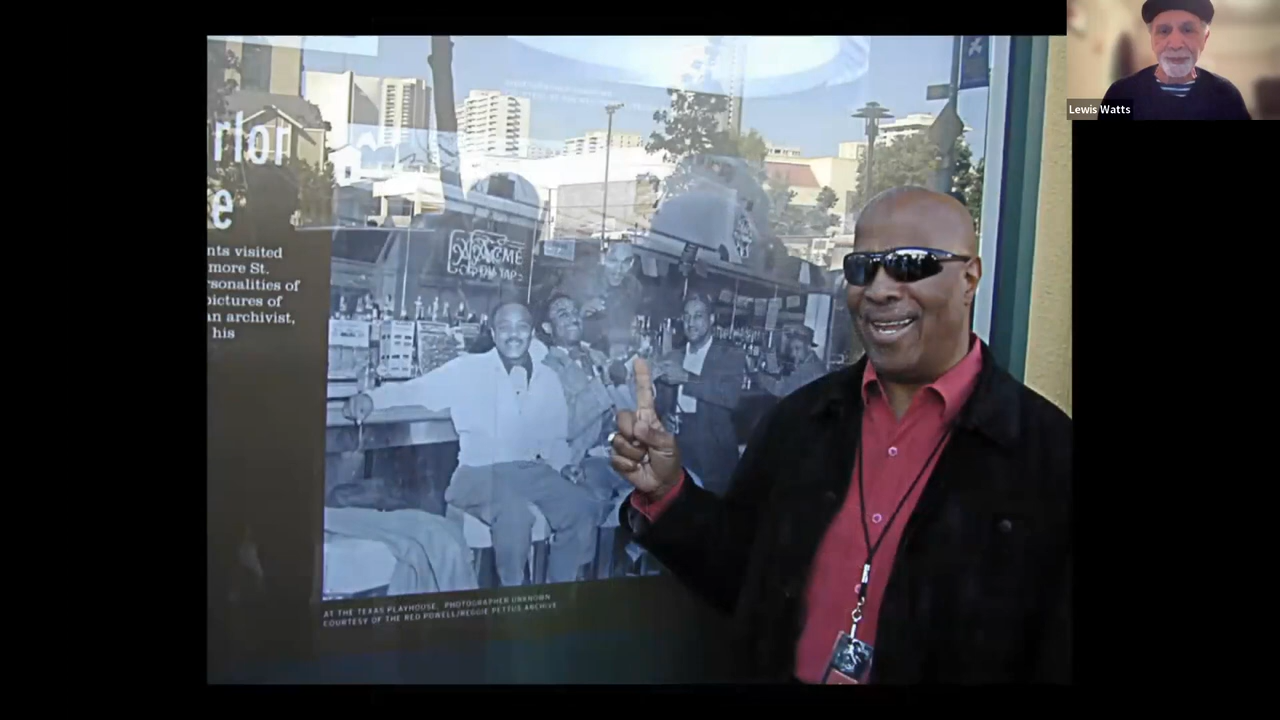 rior
e
nts visited
more St.
rsonalities of
pictures of
an archivist,
his
ACME
AT THE TEXAS PLAYHOUSE, PHOTOGRAPHER UNKNOWN
COURTESY OF THE RED POWELL/REGGIE PETTUS ARCHIVE
Lewis Watts